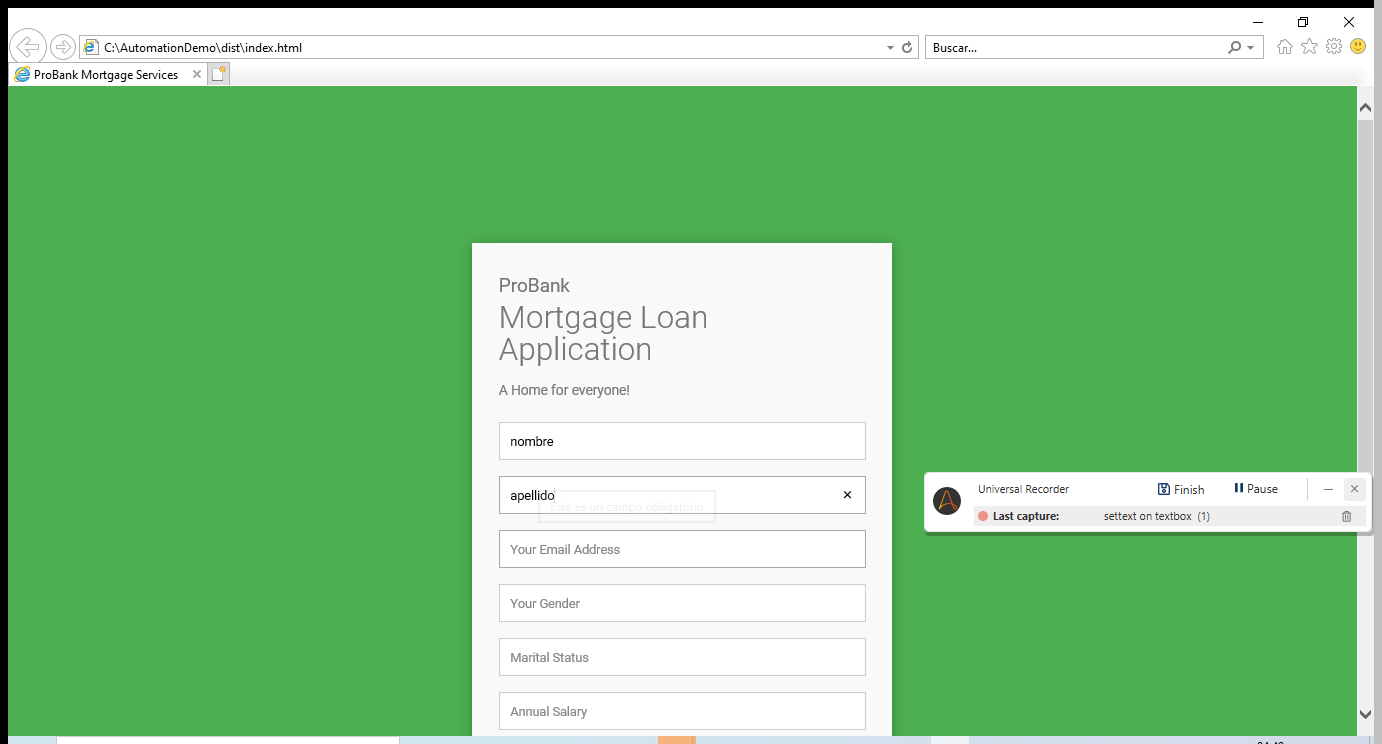 C:\AutomationDemo\dist\index.html
Buscar...
ProBank Mortgage Services
ProBank
Mortgage Loan
Application
A Home for everyone!
nombre
apellido
Este es un campo obligatorio
Your Email Address
Your Gender
Marital Status
Annual Salary
Universal Recorder
Finish
Pause
Last capture: settext on textbox (1)